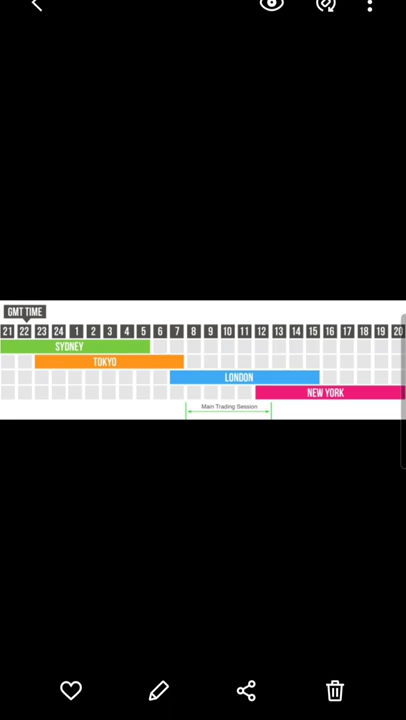 GMT TIME
21 22 23 24 1 2 3 4 5 6 7 8 9 10 11 12 13 14 15 16 17 18 19 20
SYDNEY
TOKYO
LONDON
NEW YORK
Main Trading Session